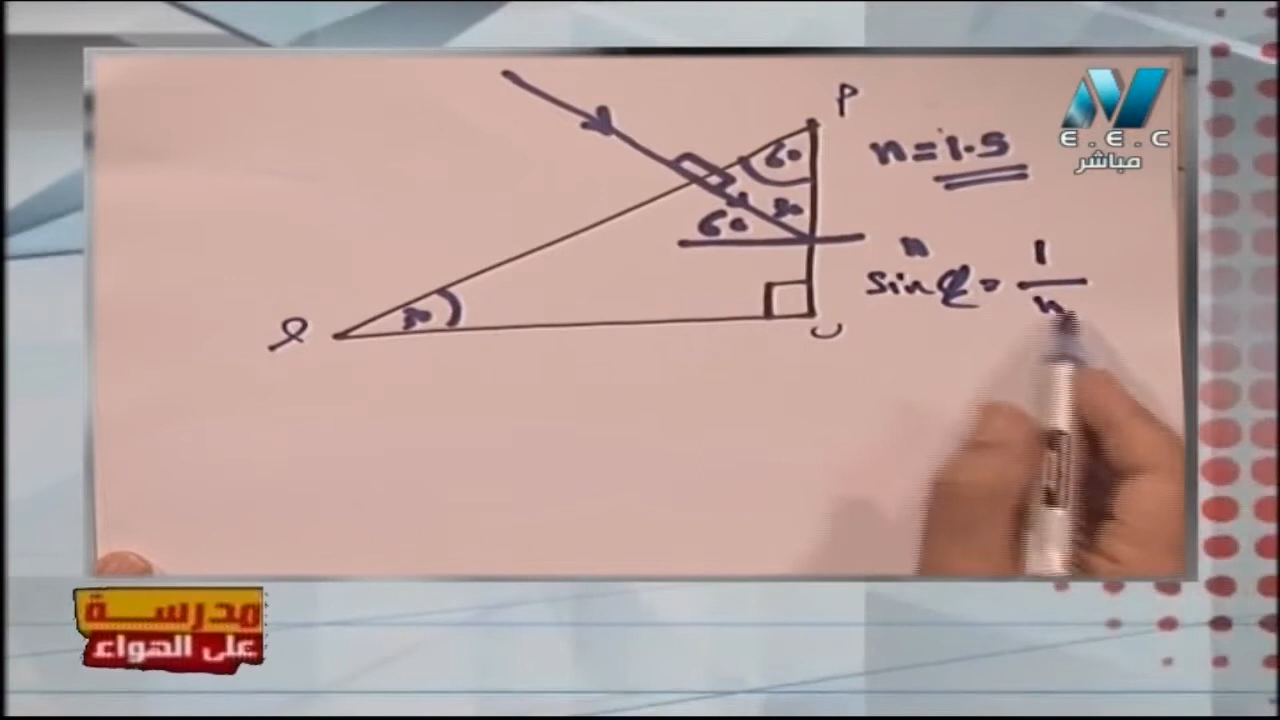 E.E.C
مباشر
P
60
n = 1.5
30
60
n
sin φ = 1/n
30
مدرسة
على الهواء